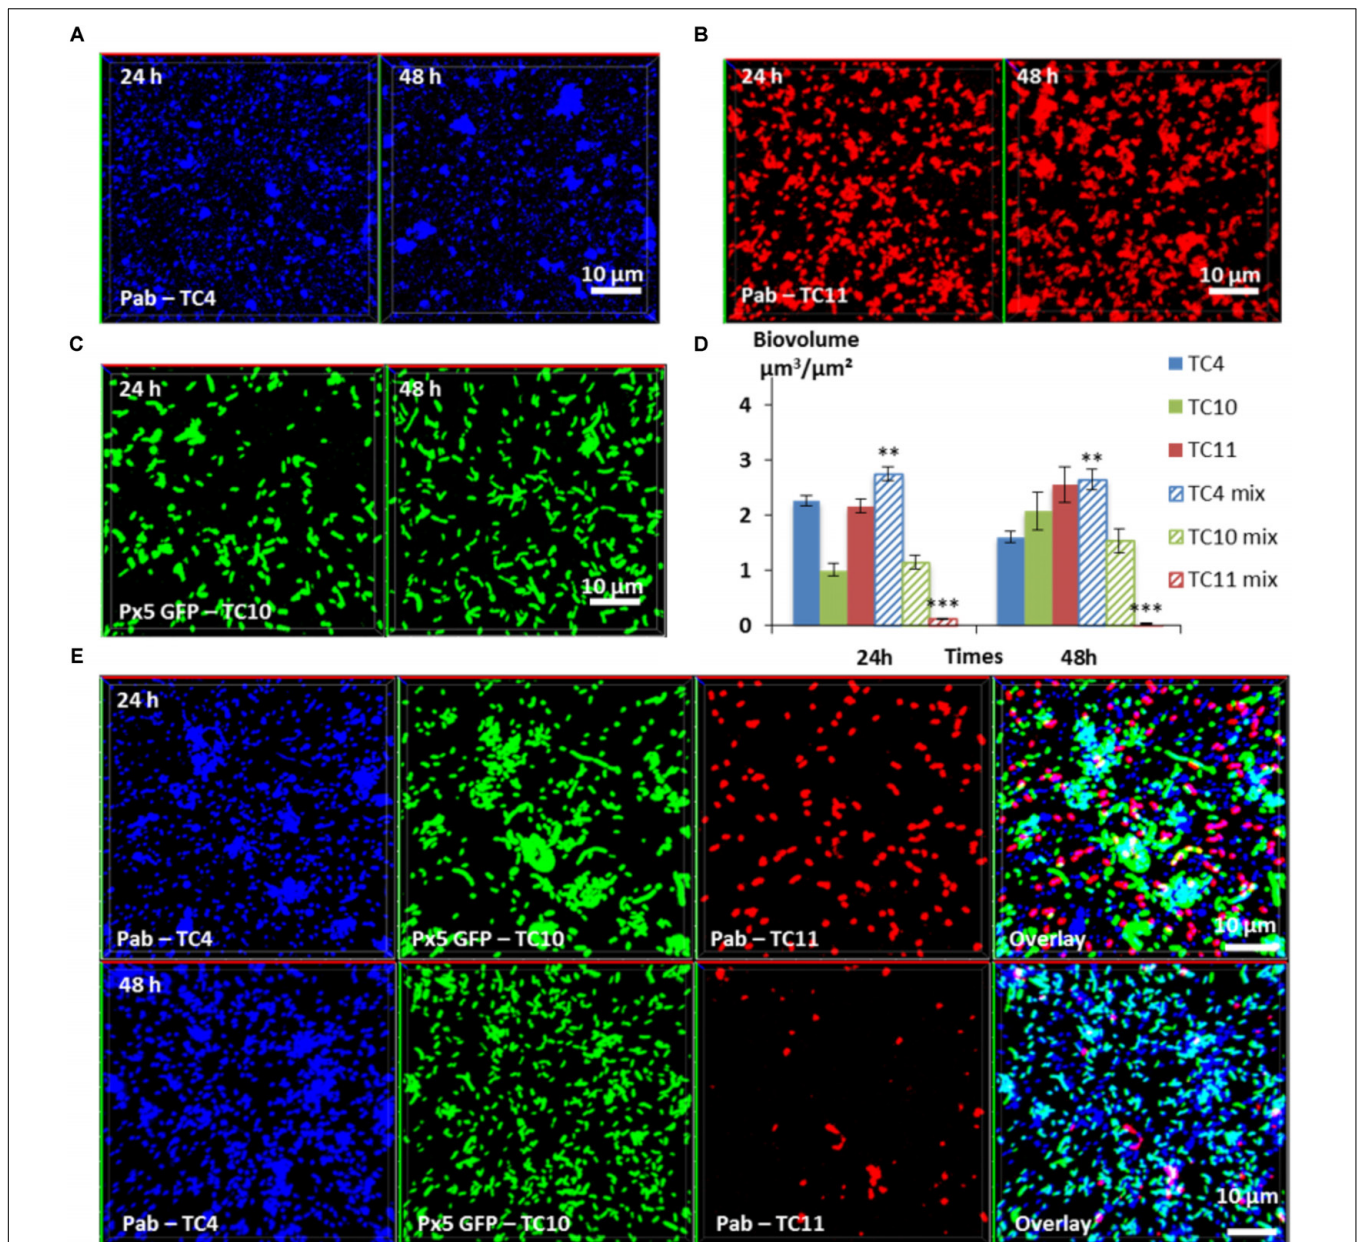 A
24 h
48 h
10 µm
Pab – TC4
B
24 h
48 h
10 µm
Pab – TC11
C
24 h
48 h
10 µm
Px5 GFP – TC10
D
Biovolume
µm³/µm²
4
3
2
1
0
**
***
**
***
24h
Times
48h
TC4
TC10
TC11
TC4 mix
TC10 mix
TC11 mix
E
24 h
Pab – TC4
Px5 GFP – TC10
Pab – TC11
Overlay
10 µm
48 h
Pab – TC4
Px5 GFP – TC10
Pab – TC11
Overlay
10 µm